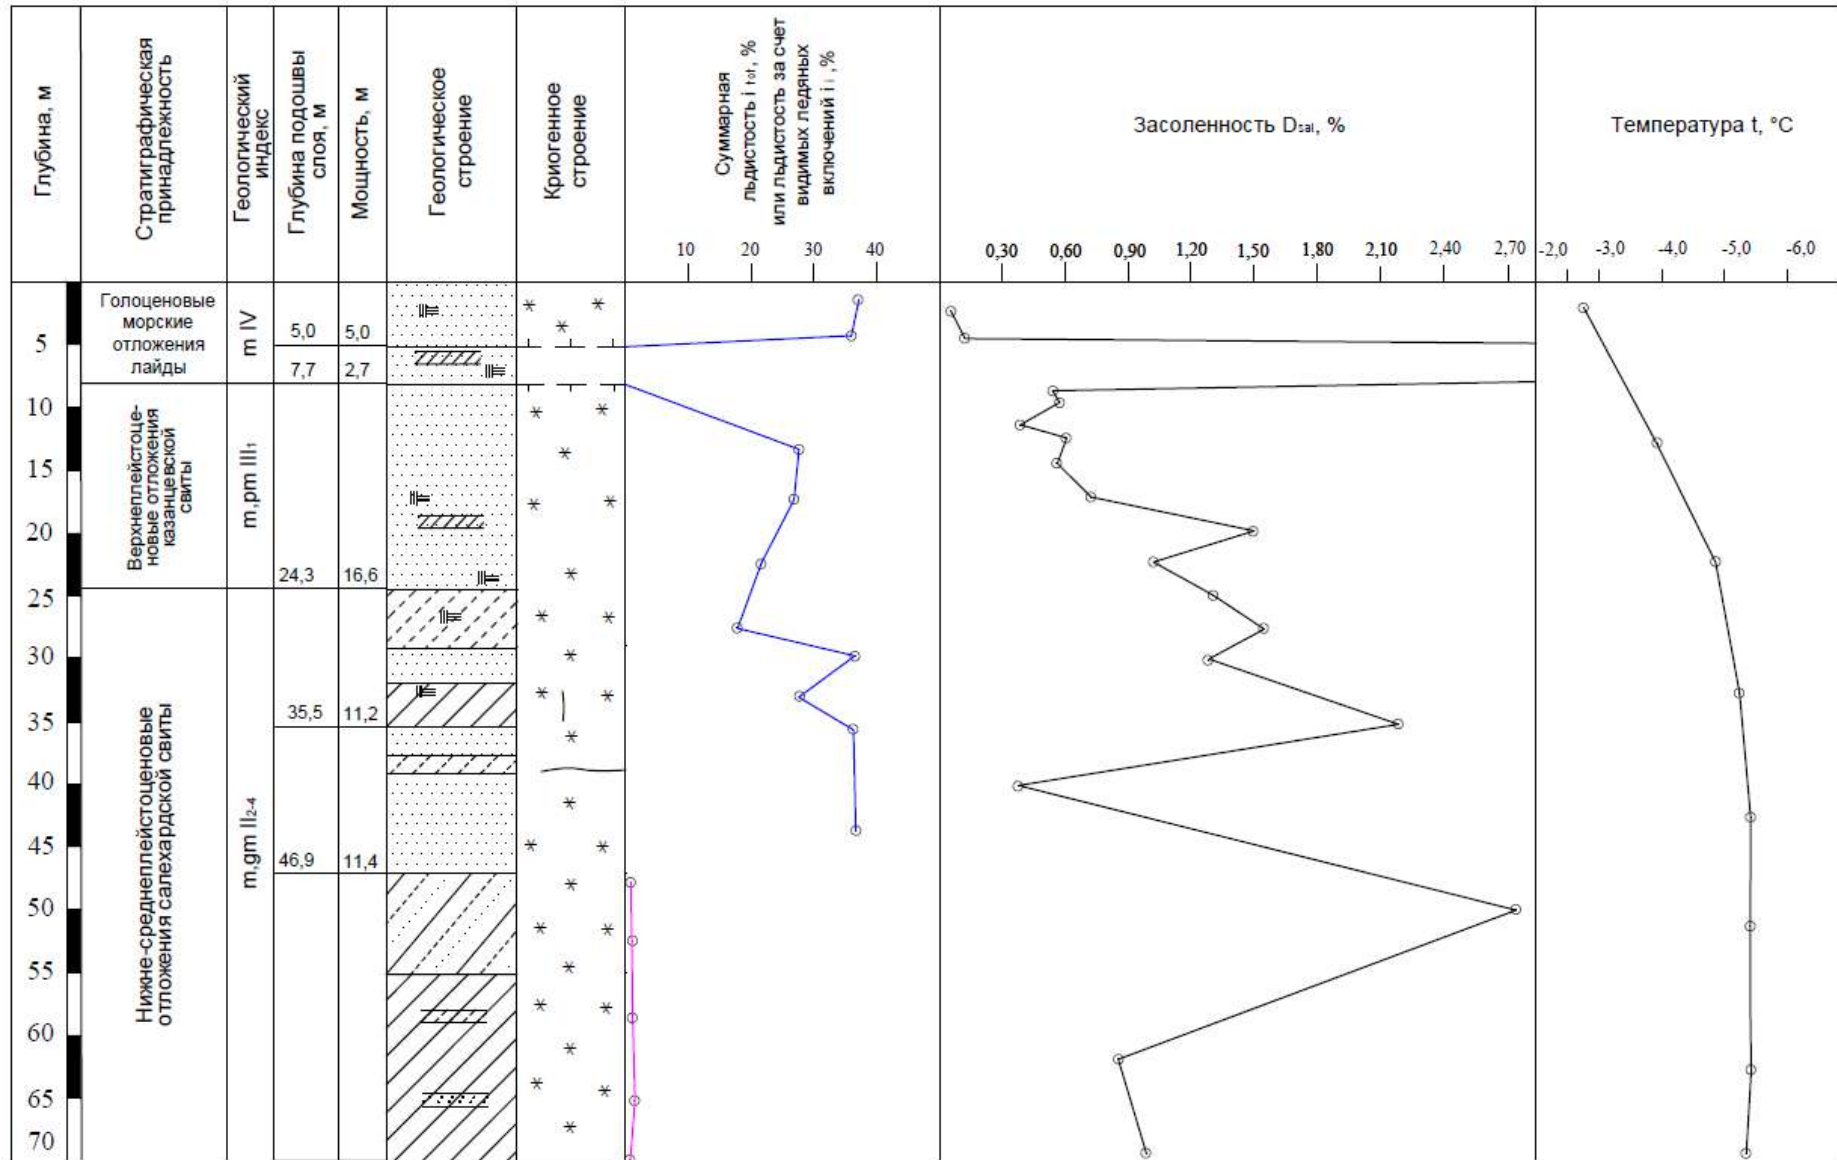 Глубина, м
Стратиграфическая
принадлежность
Геологический
индекс
Глубина подошвы
слоя, м
Мощность, м
Геологическое
строение
Криогенное
строение
Суммарная
льдистость i tot, %
или льдистость за счет
видимых ледяных
включений i i ,%
Засоленность Dsal, %
Температура t, °C
10 20 30 40
0,30 0,60 0,90 1,20 1,50 1,80 2,10 2,40 2,70
-2,0 -3,0 -4,0 -5,0 -6,0
5
10
15
20
25
30
35
40
45
50
55
60
65
70
Голоценовые
морские
отложения
лайды
m IV
5,0 5,0
7,7 2,7
Верхнеплейстоце-
новые отложения
казанцевской
свиты
m,pm III1
24,3 16,6
Нижне-среднеплейстоценовые
отложения салехардской свиты
m,gm II2-4
35,5 11,2
46,9 11,4